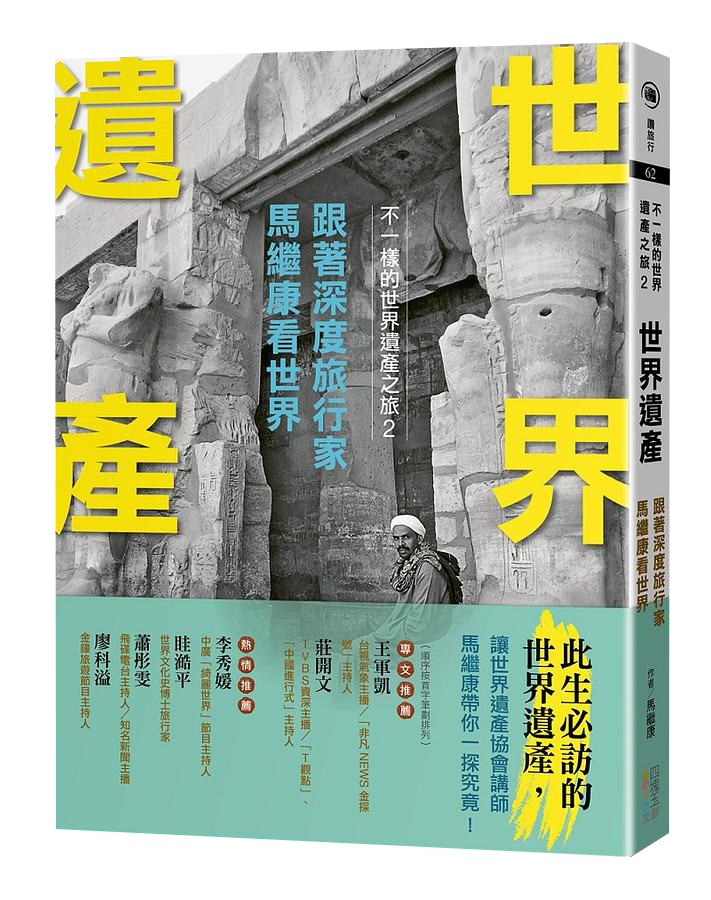 世界
遺產
不一樣的世界遺產之旅2
跟著深度旅行家
馬繼康看世界
此生必訪的
世界遺產，
讓世界遺產協會講師
馬繼康帶你一探究竟！
（順序按首字筆劃排列）
專文推薦
王軍凱
台視氣象主播／「非凡NEWS金探
號」主持人
莊開文
TVBS資深主播／「T觀點」、
「中國進行式」主持人
熱情推薦
李秀媛
中廣「綺麗世界」節目主持人
眭澔平
世界文化史博士旅行家
蕭彤雯
飛碟電台主持人／知名新聞主播
廖科溢
金鐘旅遊節目主持人
讚旅行
62
不一樣的世界
遺產之旅2
世界遺產
跟著深度旅行家
馬繼康看世界
作者／馬繼康
四塊玉文創